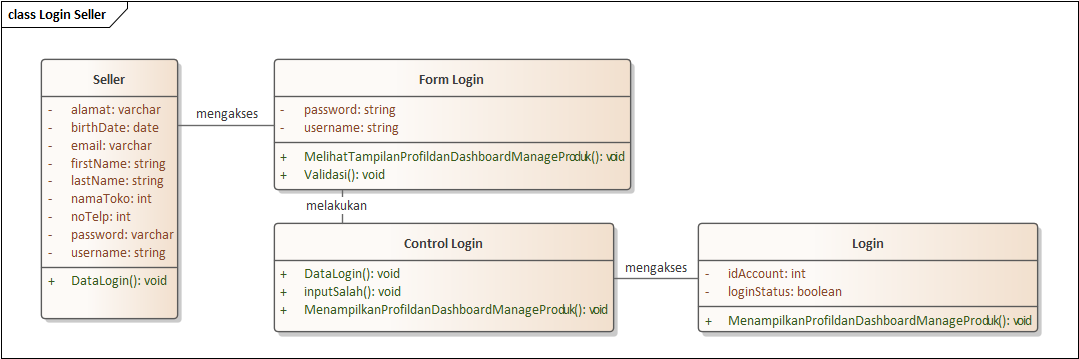 class Login Seller
Seller
- alamat: varchar
- birthDate: date
- email: varchar
- firstName: string
- lastName: string
- namaToko: int
- noTelp: int
- password: varchar
- username: string
+ DataLogin(): void
mengakses
Form Login
- password: string
- username: string
+ MelihatTampilanProfildanDashboardManageProduk(): void
+ Validasi(): void
melakukan
Control Login
+ DataLogin(): void
+ inputSalah(): void
+ MenampilkanProfildanDashboardManageProduk(): void
mengakses
Login
- idAccount: int
- loginStatus: boolean
+ MenampilkanProfildanDashboardManageProduk(): void